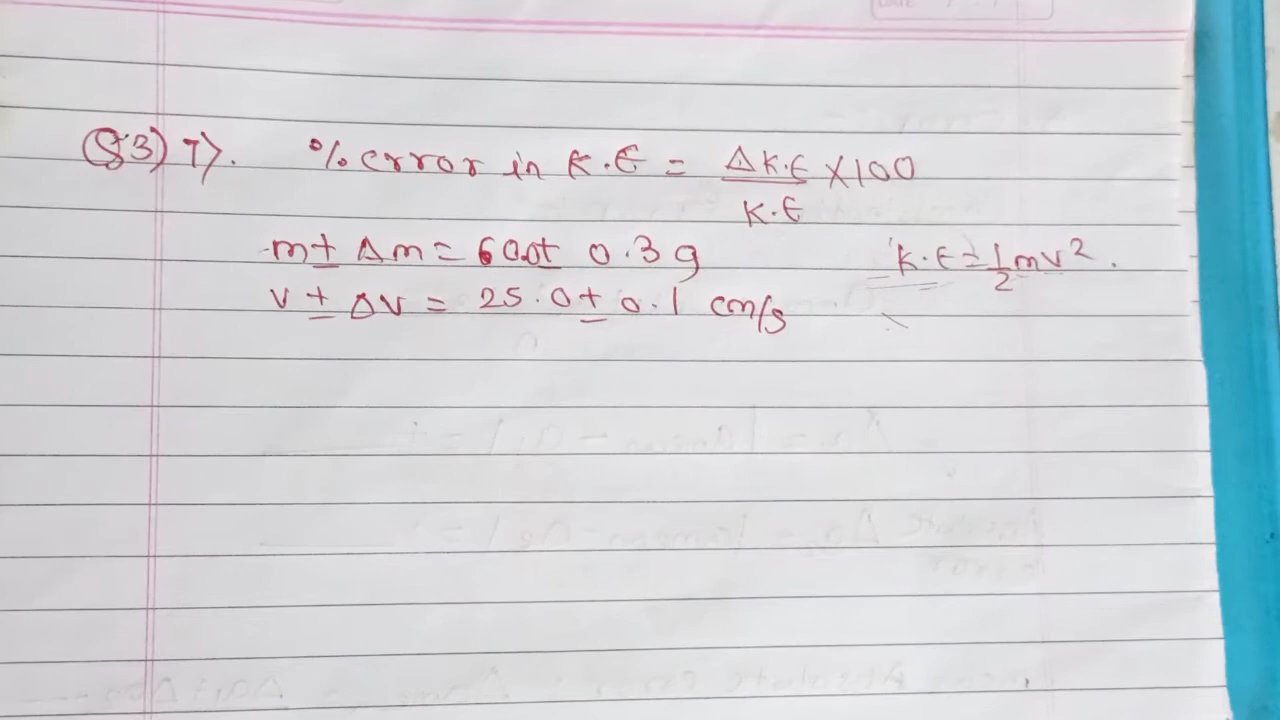 Q3) 7>. % error in K.E = ΔK.E/K.E X100
m ± Δm = 60.0± 0.3 g K.E = 1/2 mv².
v ± Δv = 25.0 ± 0.1 cm/s